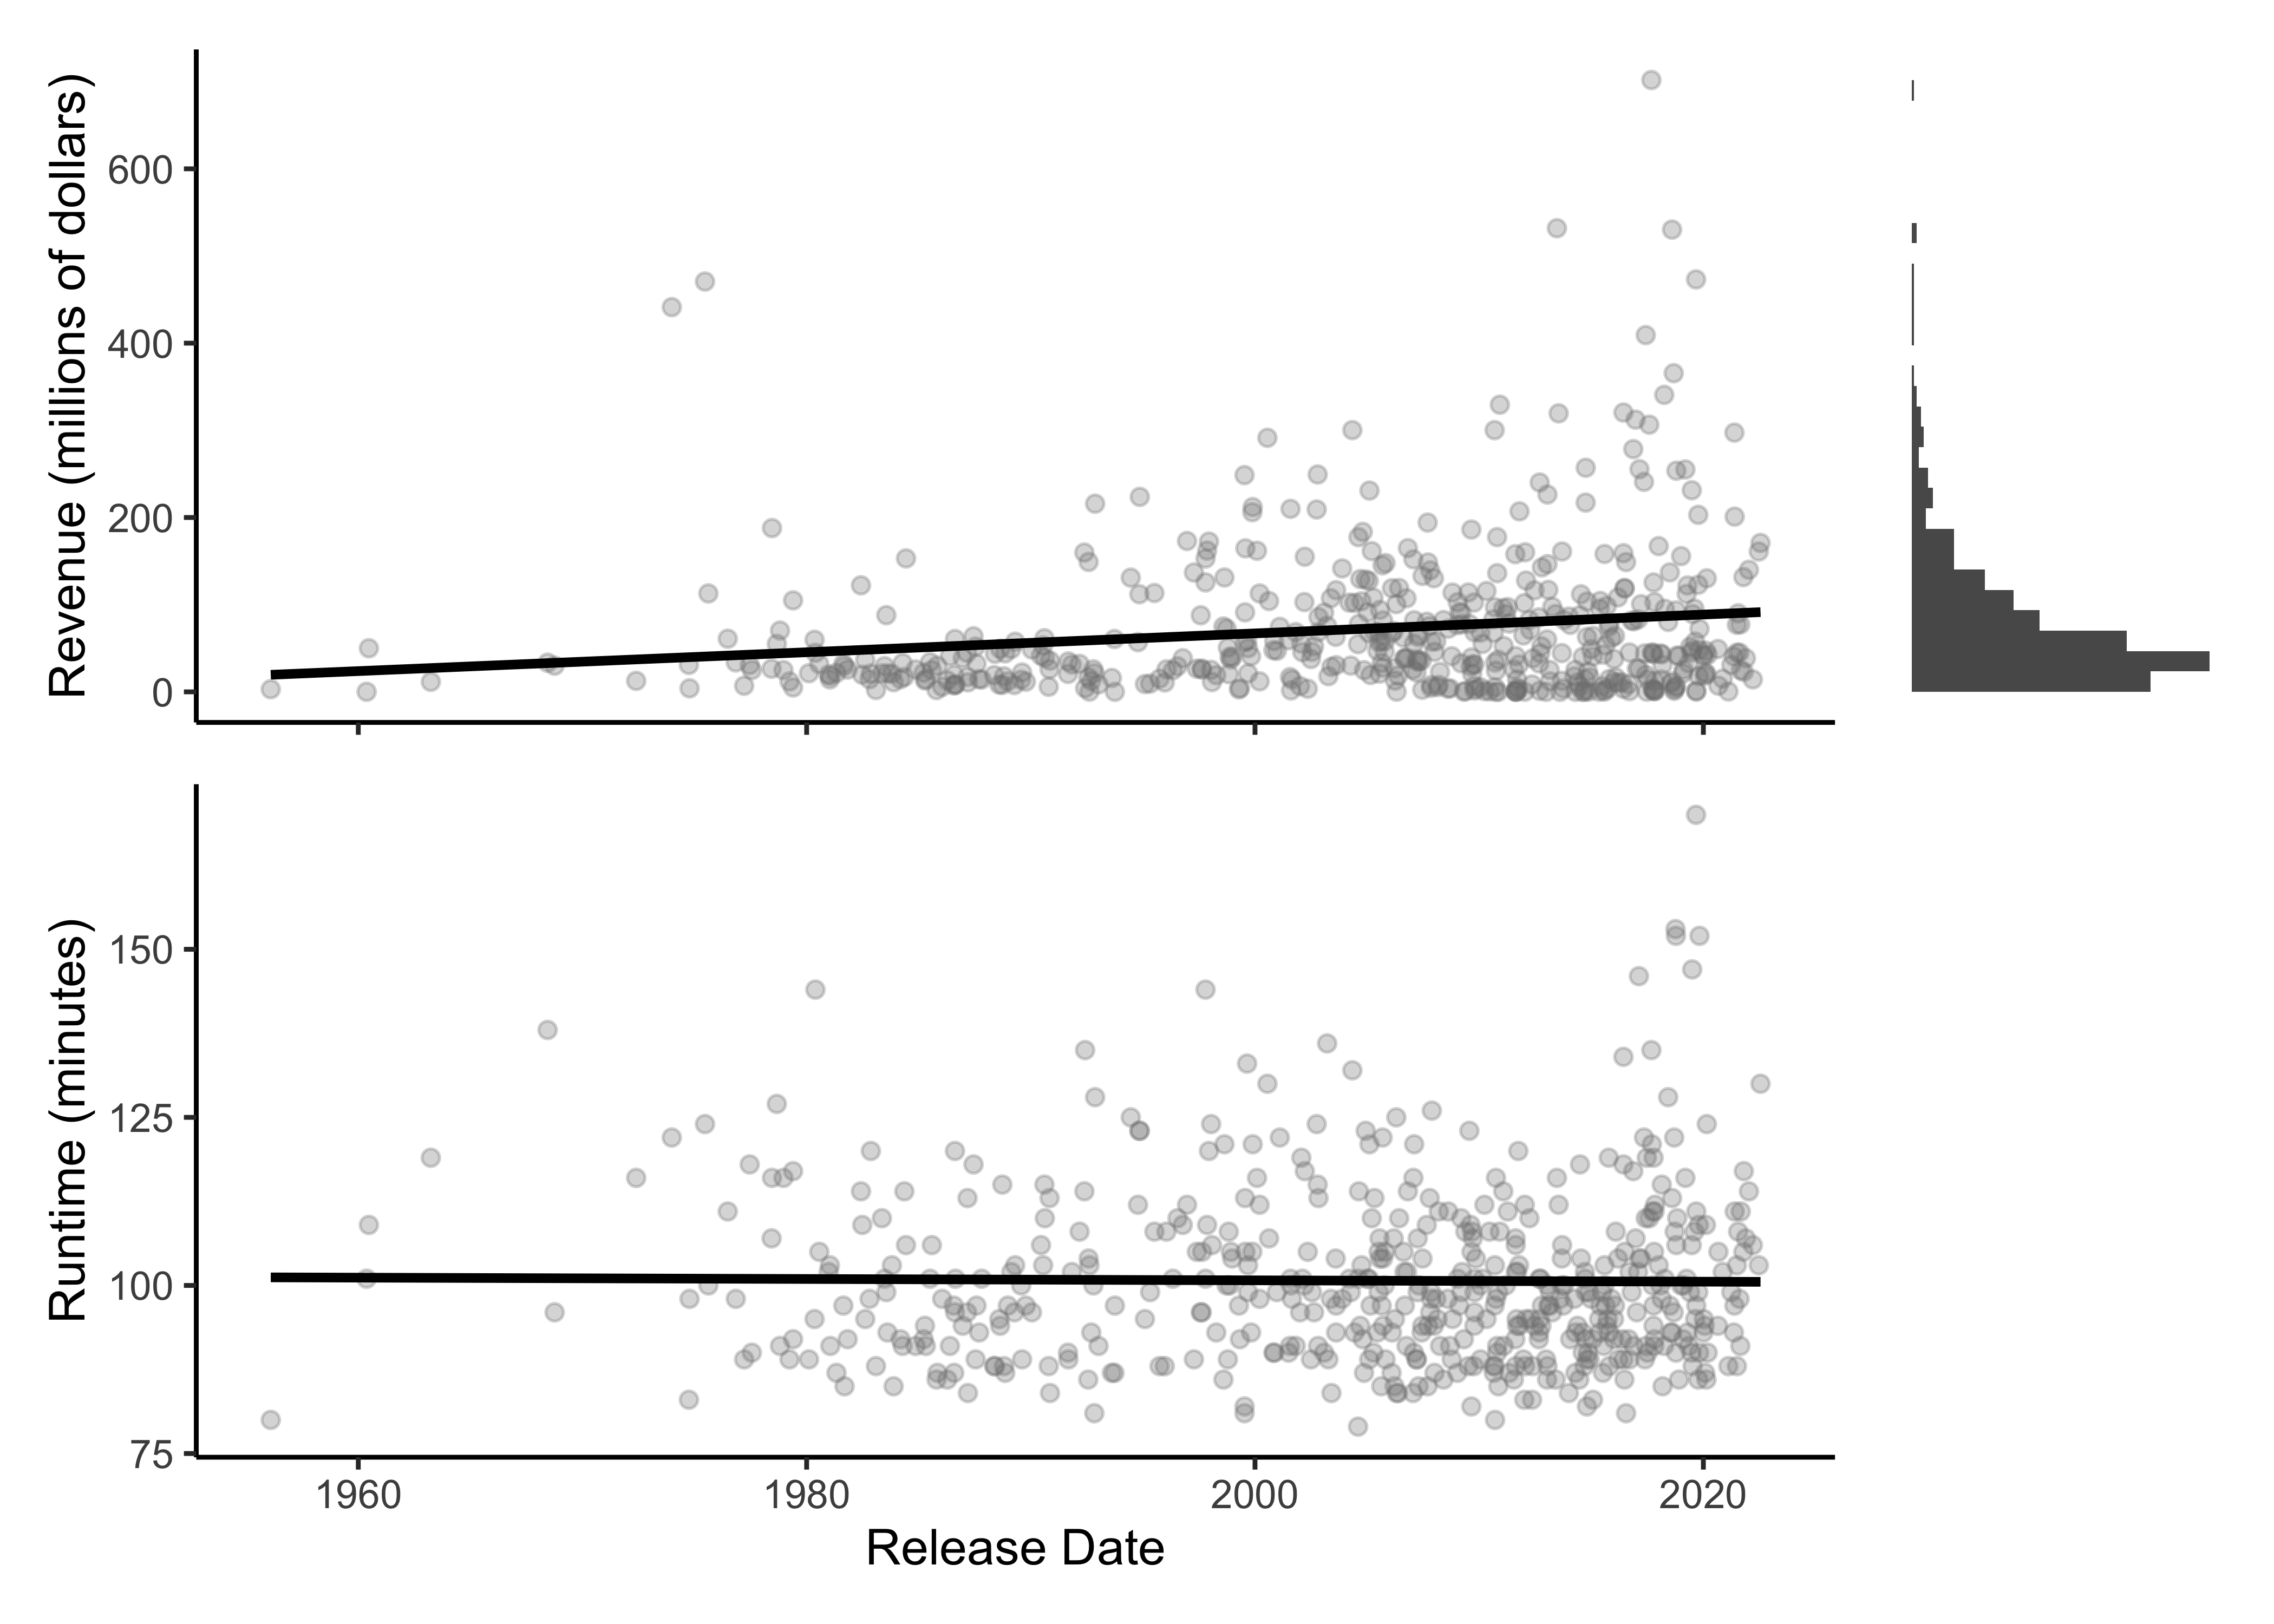 Revenue (millions of dollars)
600
400
200
0
Runtime (minutes)
150
125
100
75
1960 1980 2000 2020
Release Date